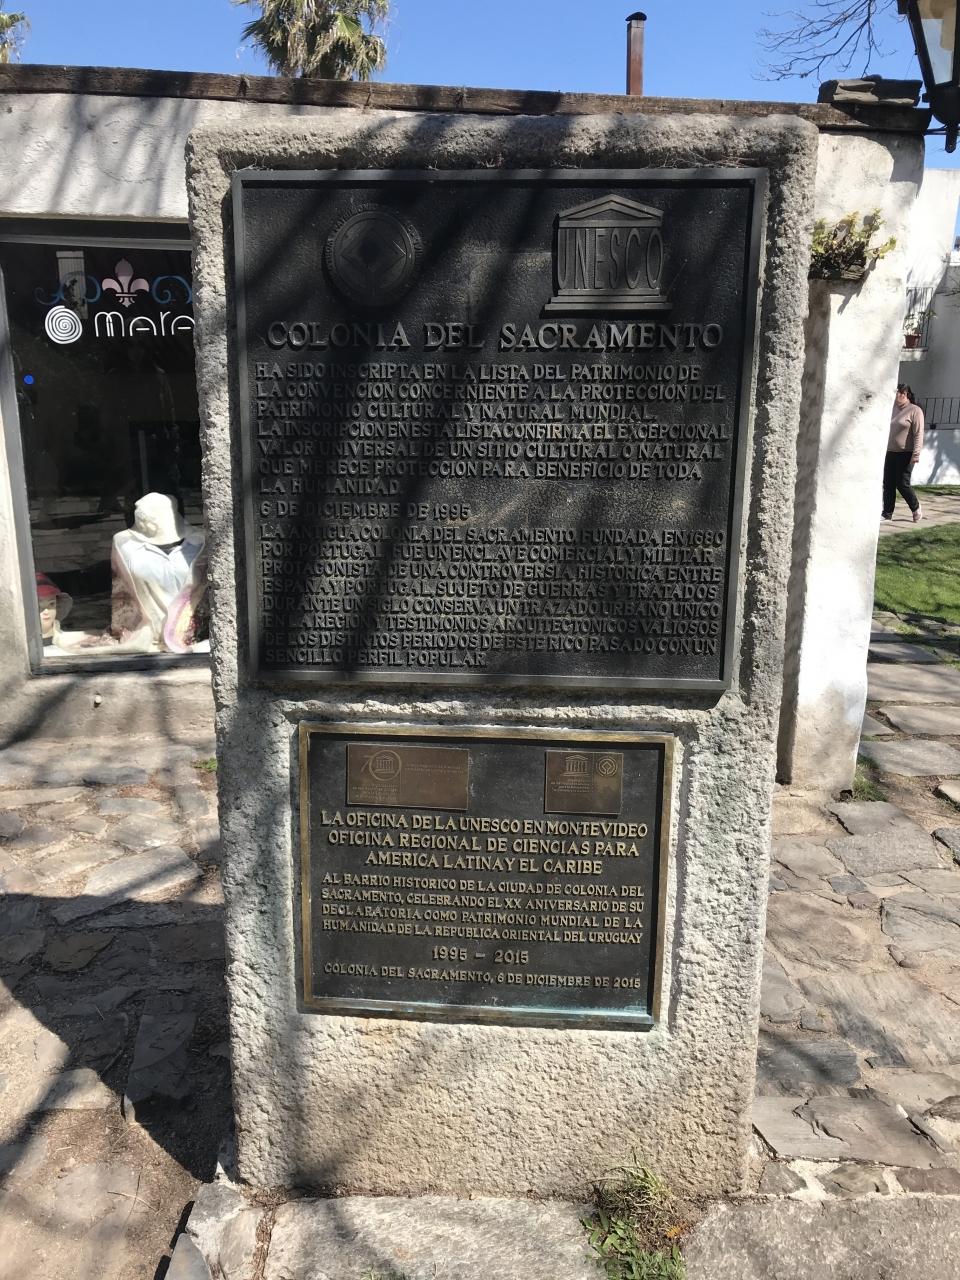 UNESCO
COLONIA DEL SACRAMENTO
HA SIDO INSCRIPTA EN LA LISTA DEL PATRIMONIO DE
LA CONVENCION CONCERNIENTE A LA PROTECCION DEL
PATRIMONIO CULTURAL Y NATURAL MUNDIAL.
LA INSCRIPCION EN ESTA LISTA CONFIRMA EL EXCEPCIONAL
VALOR UNIVERSAL DE UN SITIO CULTURAL O NATURAL
QUE MERECE PROTECCION PARA BENEFICIO DE TODA
LA HUMANIDAD
6 DE DICIEMBRE DE 1995
LA ANTIGUA COLONIA DEL SACRAMENTO, FUNDADA EN 1680
POR PORTUGAL, FUE UN ENCLAVE COMERCIAL Y MILITAR
PROTAGONISTA DE UNA CONTROVERSIA HISTORICA ENTRE
ESPAÑA Y PORTUGAL, SUJETO DE GUERRAS Y TRATADOS
DURANTE UN SIGLO CONSERVA UN TRAZADO URBANO UNICO
EN LA REGION Y TESTIMONIOS ARQUITECTONICOS VALIOSOS
DE LOS DISTINTOS PERIODOS DE ESTE RICO PASADO CON UN
SENCILLO PERFIL POPULAR
mara
LA OFICINA DE LA UNESCO EN MONTEVIDEO
OFICINA REGIONAL DE CIENCIAS PARA
AMERICA LATINA Y EL CARIBE
AL BARRIO HISTORICO DE LA CIUDAD DE COLONIA DEL
SACRAMENTO, CELEBRANDO EL XX ANIVERSARIO DE SU
DECLARATORIA COMO PATRIMONIO MUNDIAL DE LA
HUMANIDAD DE LA REPUBLICA ORIENTAL DEL URUGUAY
1995 - 2015
COLONIA DEL SACRAMENTO, 6 DE DICIEMBRE DE 2015